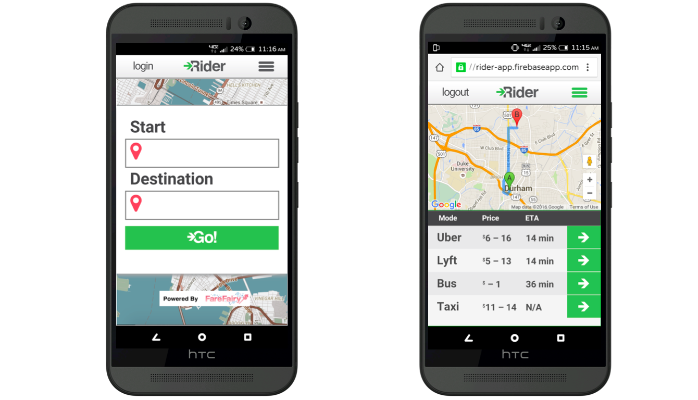 24% 11:16 AM
login Rider
Times Square
Start
Destination
Go!
Powered By FareFairy
hTC
25% 11:15 AM
//rider-app.firebaseapp.com
logout Rider
B
Duke
University
A
Durham
Google Map data ©2016 Google Terms of Use
Mode Price ETA
Uber $6 – 16 14 min
Lyft $5 – 13 14 min
Bus $ – 1 36 min
Taxi $11 – 14 N/A
hTC